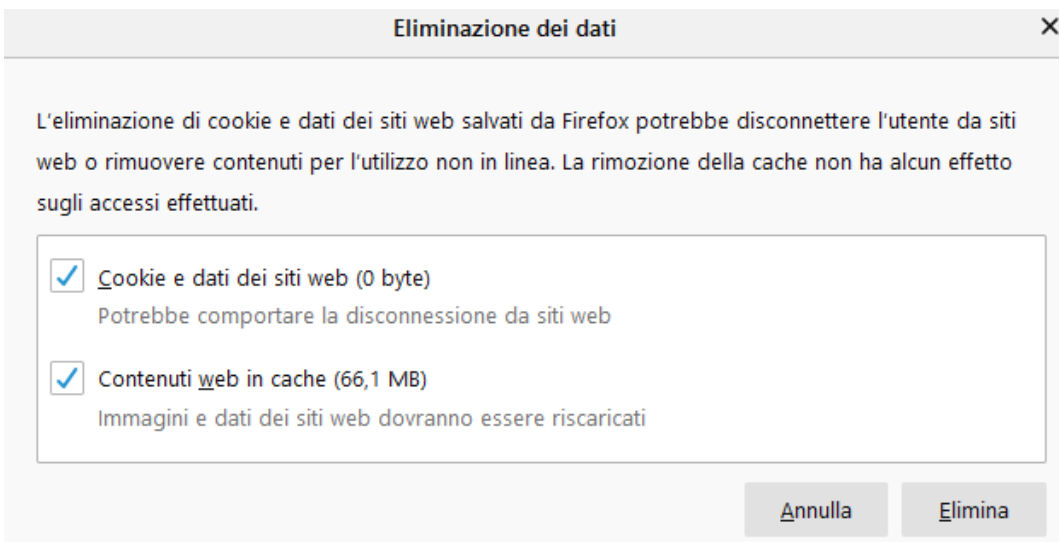 Eliminazione dei dati
L'eliminazione di cookie e dati dei siti web salvati da Firefox potrebbe disconnettere l'utente da siti
web o rimuovere contenuti per l'utilizzo non in linea. La rimozione della cache non ha alcun effetto
sugli accessi effettuati.
Cookie e dati dei siti web (0 byte)
Potrebbe comportare la disconnessione da siti web
Contenuti web in cache (66,1 MB)
Immagini e dati dei siti web dovranno essere riscaricati
Annulla Elimina